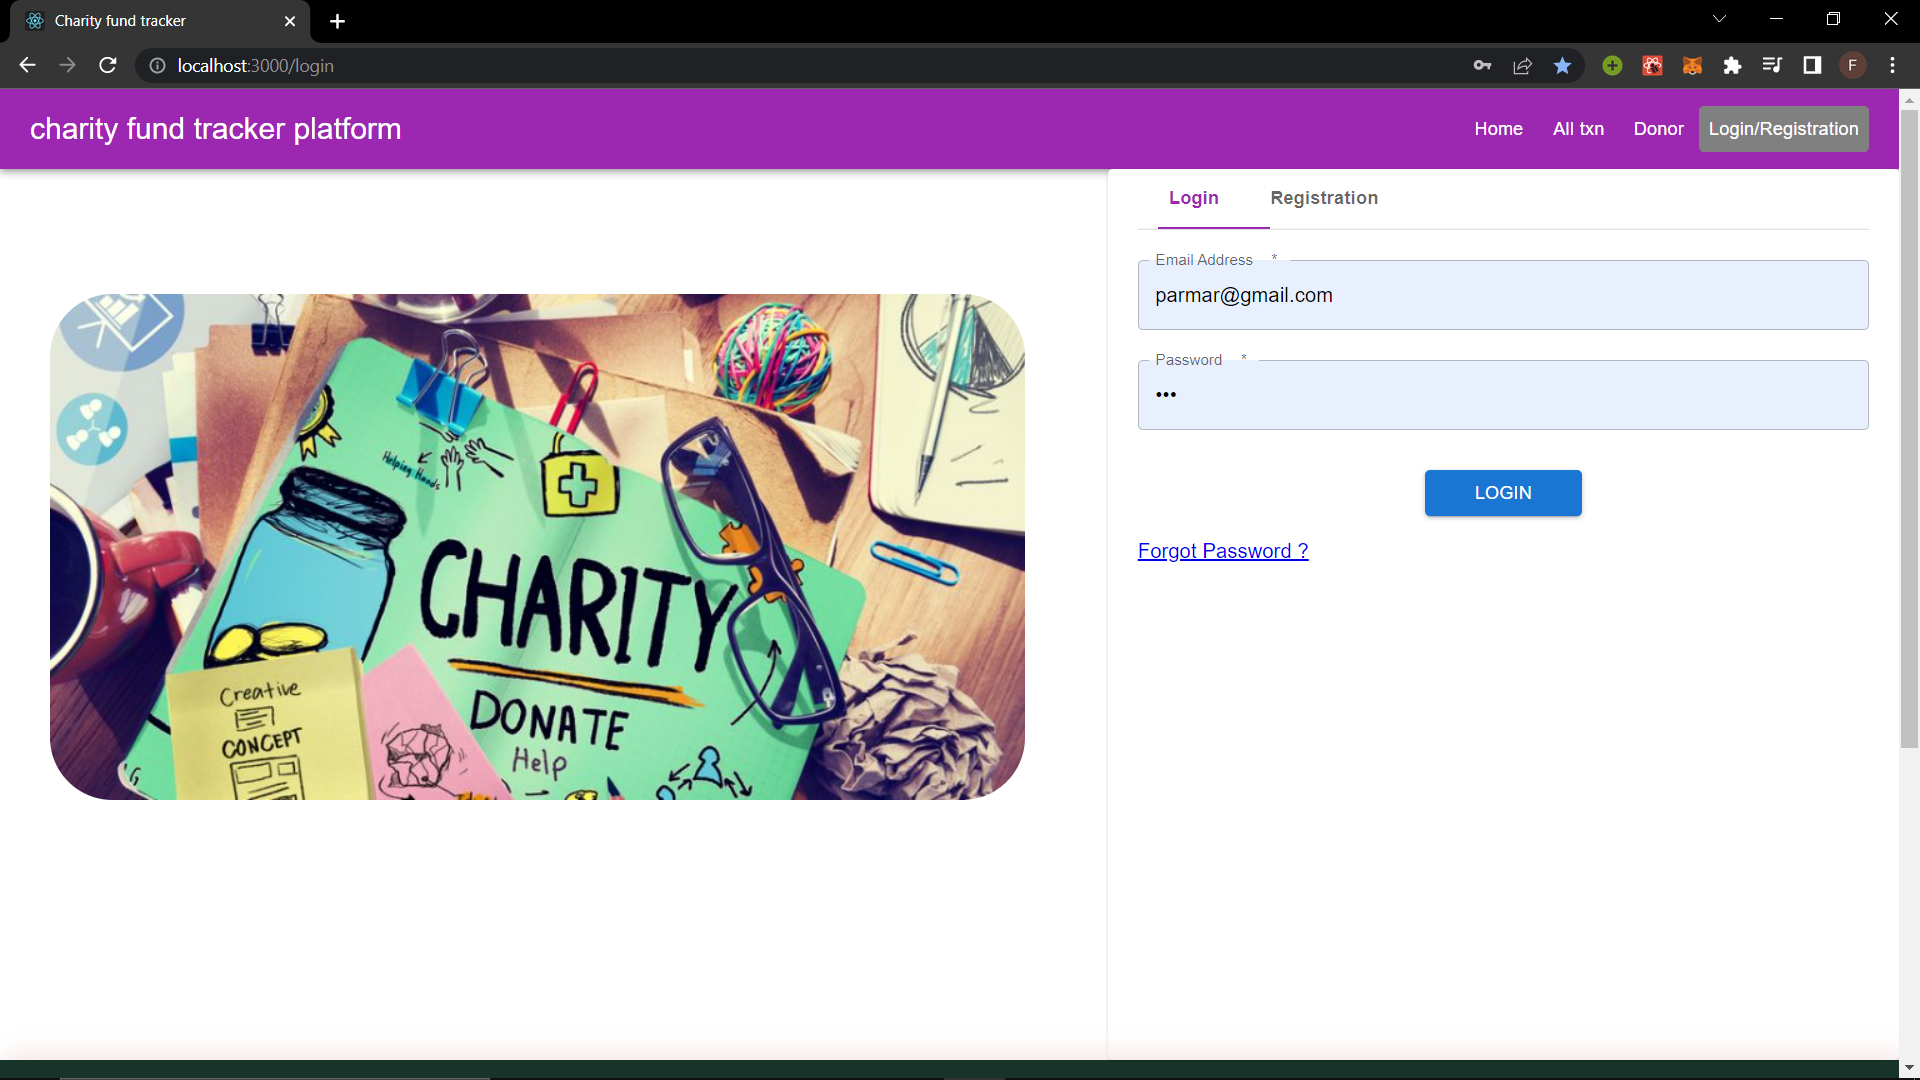 Charity fund tracker
localhost:3000/login
F
charity fund tracker platform
Home All txn Donor Login/Registration
Login Registration
Email Address *
parmar@gmail.com
Password *
•••
LOGIN
Forgot Password ?
Helping Hands
CHARITY
DONATE
Help
Creative
CONCEPT